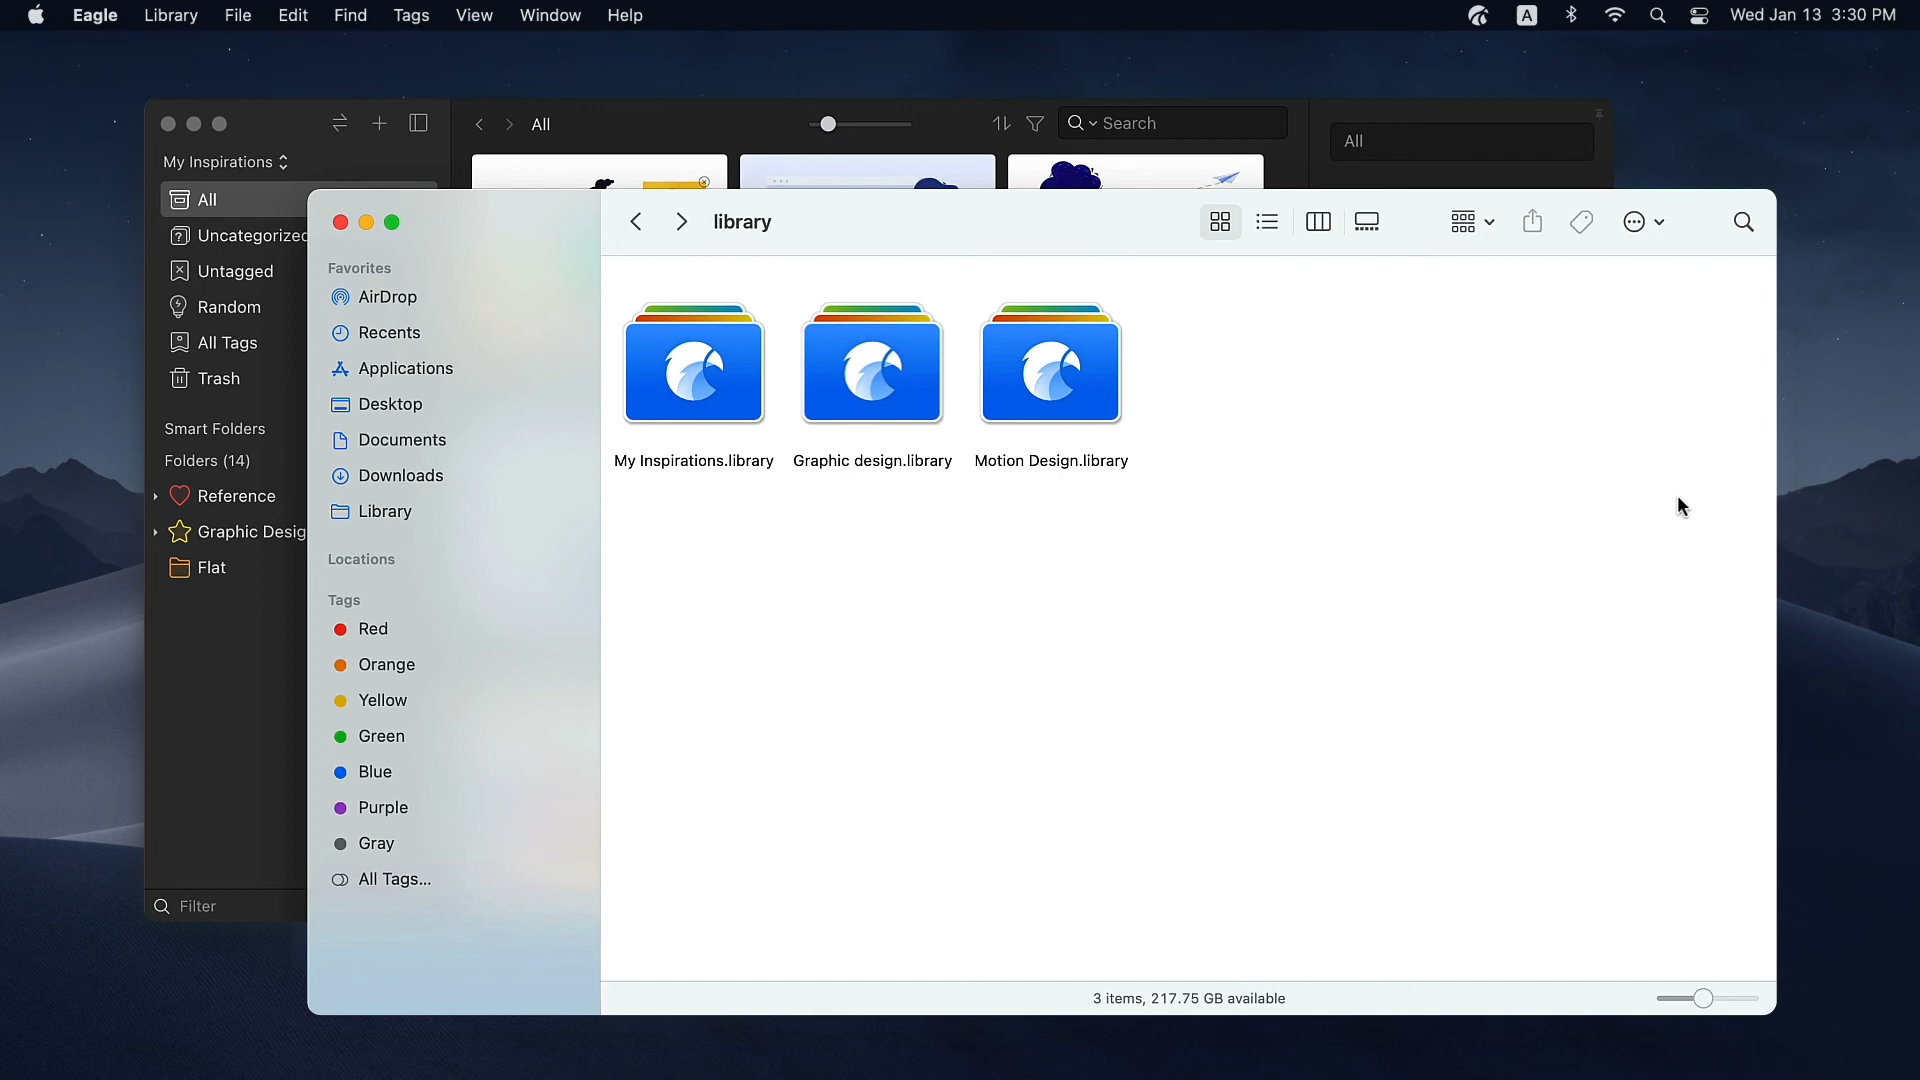 Eagle Library File Edit Find Tags View Window Help
A
Wed Jan 13 3:30 PM
All
Search
All
My Inspirations
All
Uncategorized
Untagged
Random
All Tags
Trash
Smart Folders
Folders (14)
Reference
Graphic Desig
Flat
Filter
library
Favorites
AirDrop
Recents
Applications
Desktop
Documents
Downloads
Library
Locations
Tags
Red
Orange
Yellow
Green
Blue
Purple
Gray
All Tags...
My Inspirations.library
Graphic design.library
Motion Design.library
3 items, 217.75 GB available